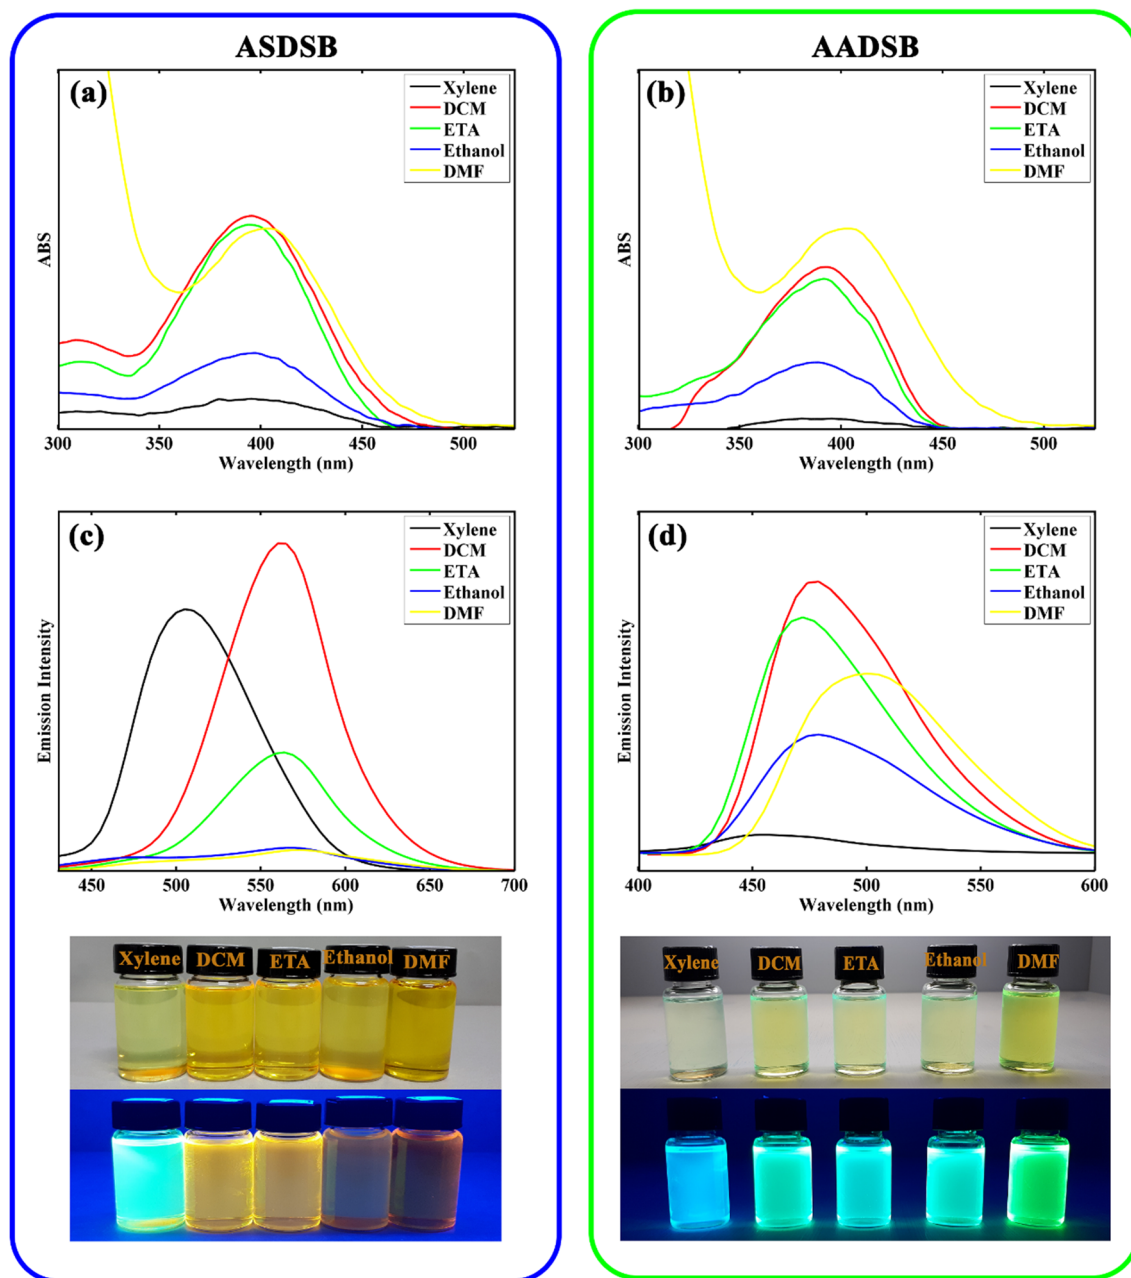 ASDSB
AADSB
(a)
Xylene
DCM
ETA
Ethanol
DMF
ABS
300 350 400 450 500
Wavelength (nm)
(b)
Xylene
DCM
ETA
Ethanol
DMF
ABS
300 350 400 450 500
Wavelength (nm)
(c)
Xylene
DCM
ETA
Ethanol
DMF
Emission Intensity
450 500 550 600 650 700
Wavelength (nm)
(d)
Xylene
DCM
ETA
Ethanol
DMF
Emission Intensity
400 450 500 550 600
Wavelength (nm)
Xylene DCM ETA Ethanol DMF
Xylene DCM ETA Ethanol DMF